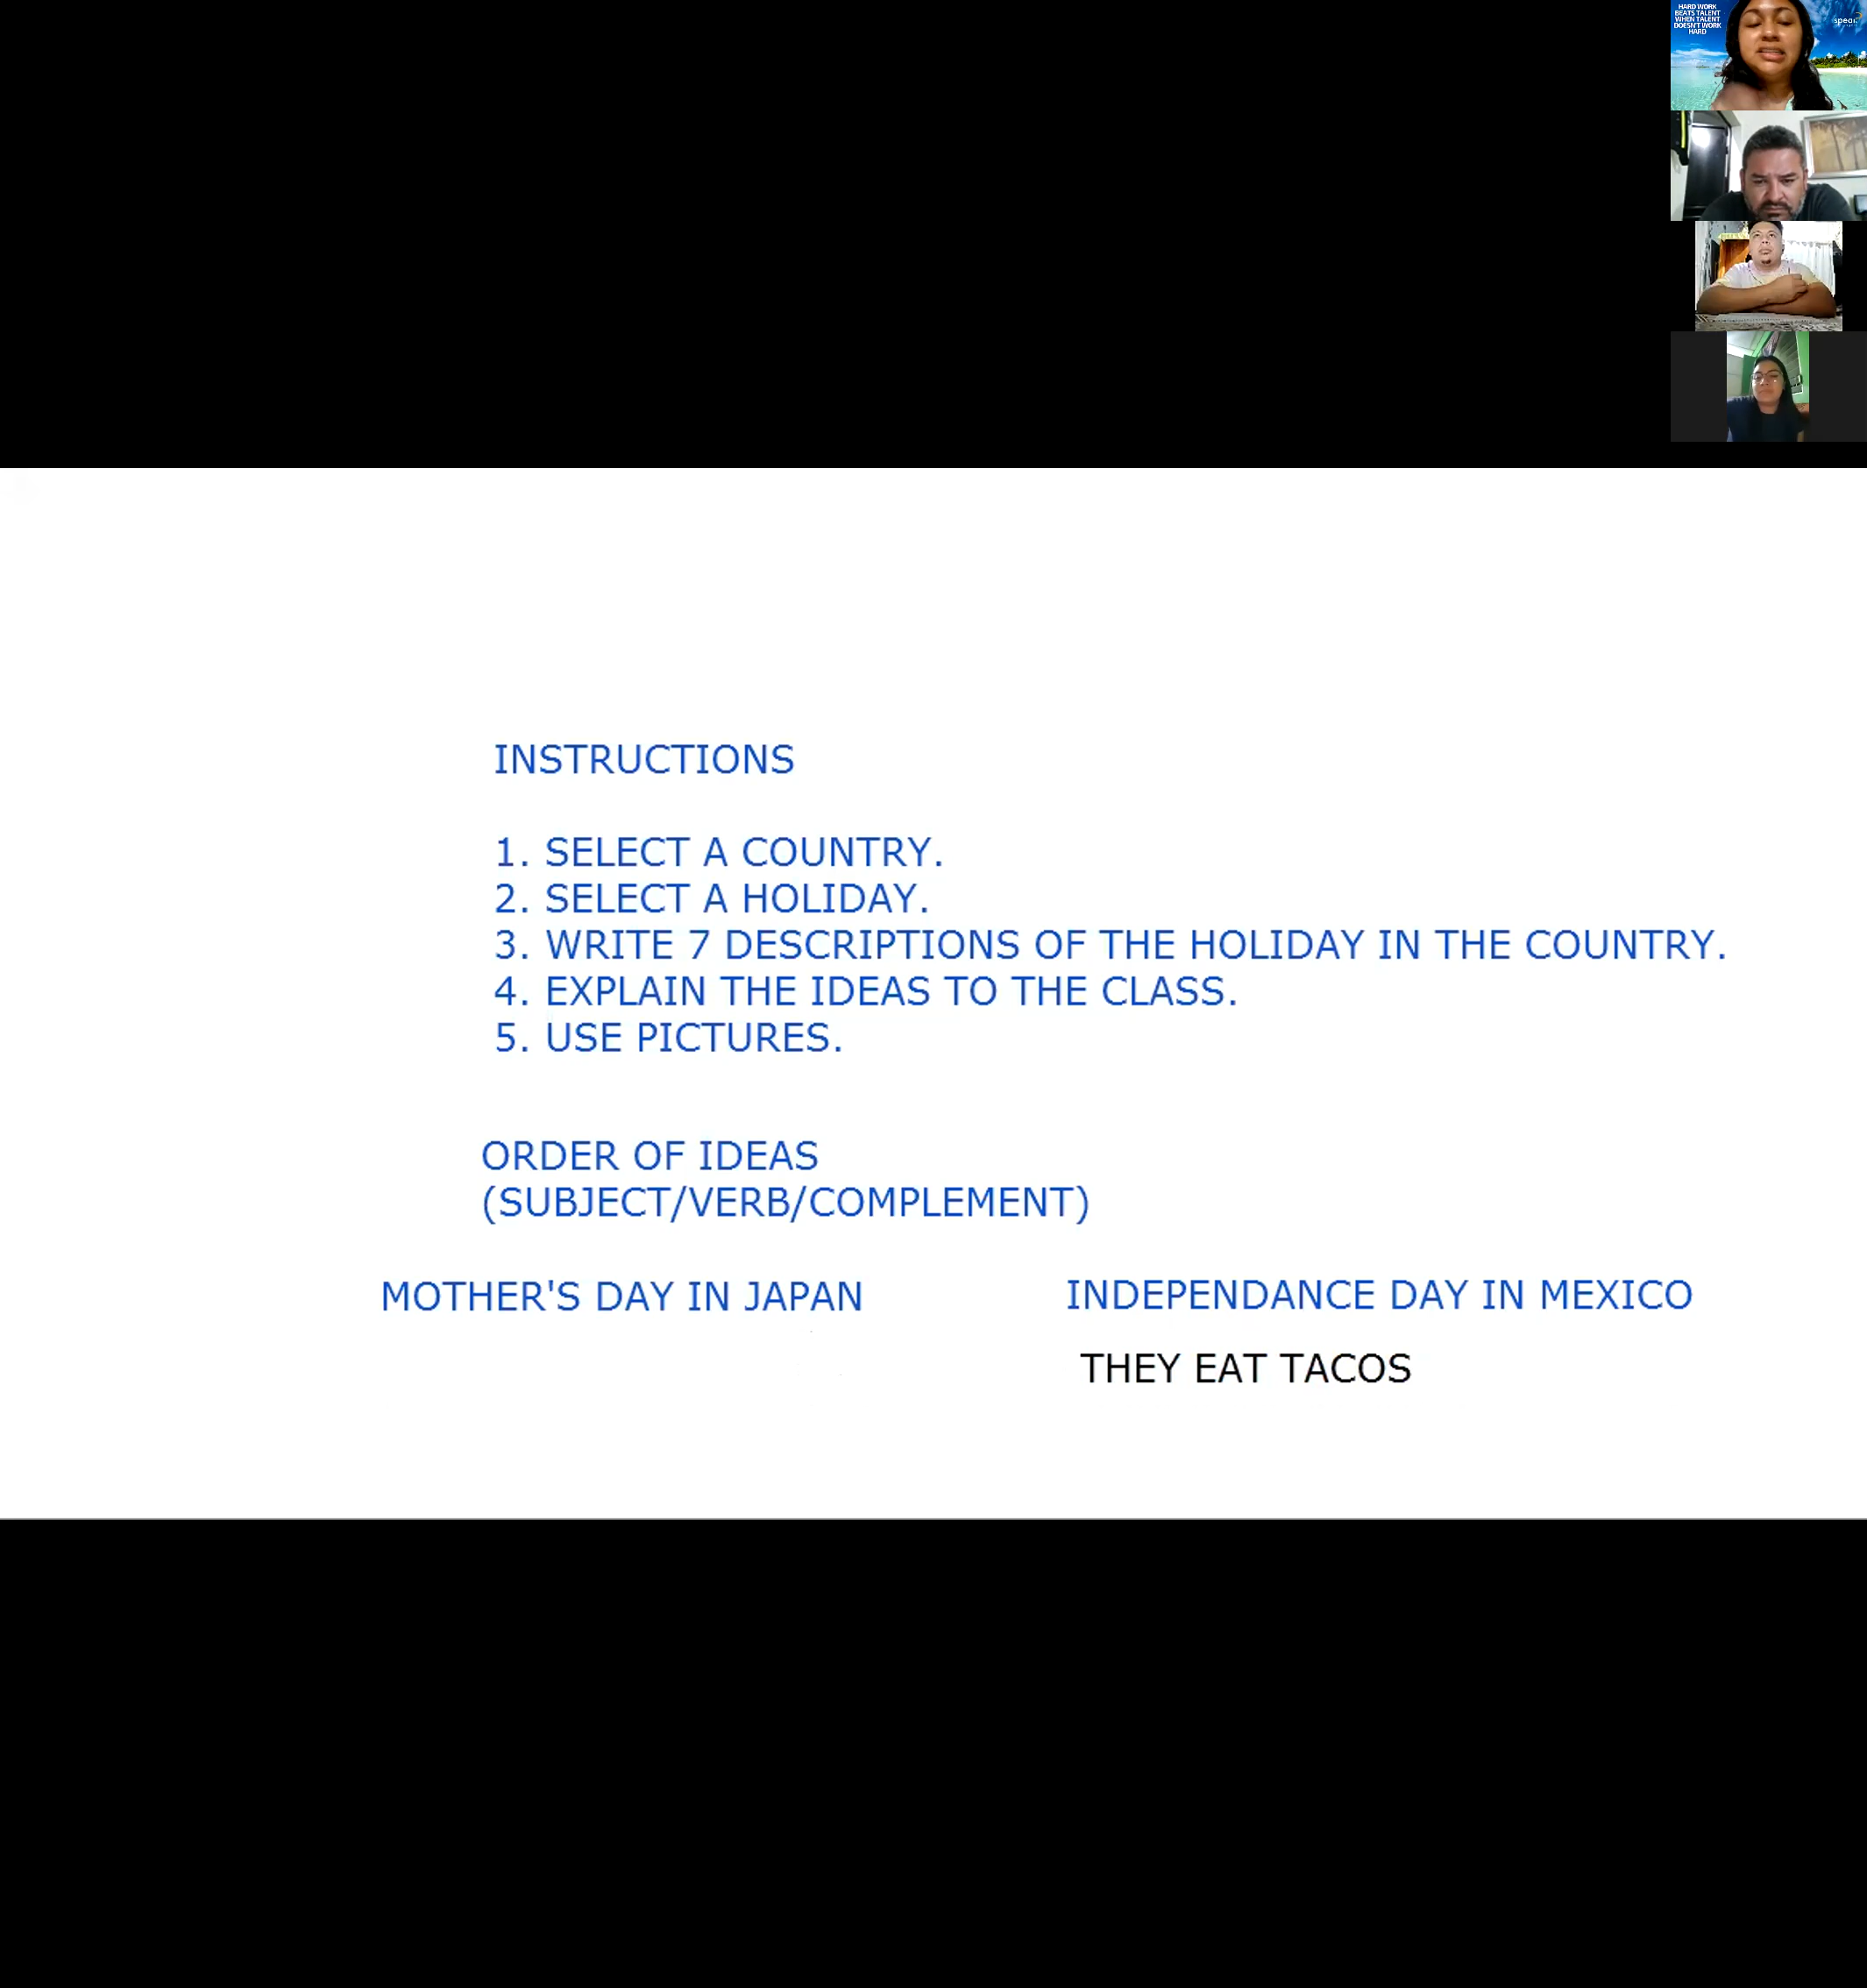 HARD WORK
BEATS TALENT
WHEN TALENT
DOESN'T WORK
HARD
INSTRUCTIONS
1. SELECT A COUNTRY.
2. SELECT A HOLIDAY.
3. WRITE 7 DESCRIPTIONS OF THE HOLIDAY IN THE COUNTRY.
4. EXPLAIN THE IDEAS TO THE CLASS.
5. USE PICTURES.
ORDER OF IDEAS
(SUBJECT/VERB/COMPLEMENT)
MOTHER'S DAY IN JAPAN
INDEPENDANCE DAY IN MEXICO
THEY EAT TACOS